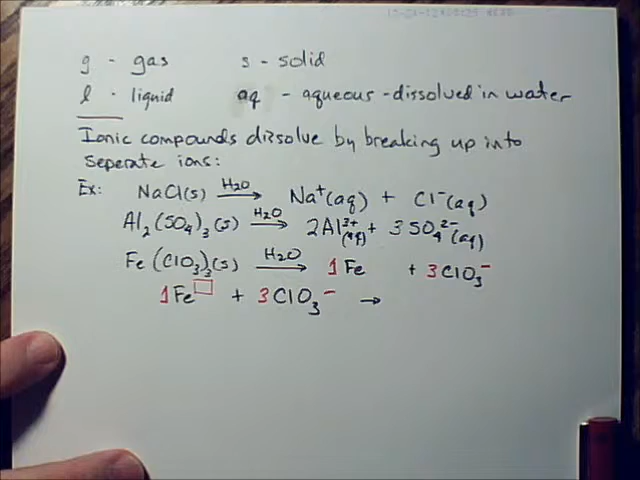 g - gas s - solid
l - liquid aq - aqueous - dissolved in water
Ionic compounds dissolve by breaking up into
seperate ions:
Ex: NaCl(s) H₂O→ Na⁺(aq) + Cl⁻(aq)
Al₂(SO₄)₃(s) H₂O→ 2Al³⁺(aq) + 3SO₄²⁻(aq)
Fe(ClO₃)₃(s) H₂O→ 1Fe + 3ClO₃⁻
1Fe□ + 3ClO₃⁻ →